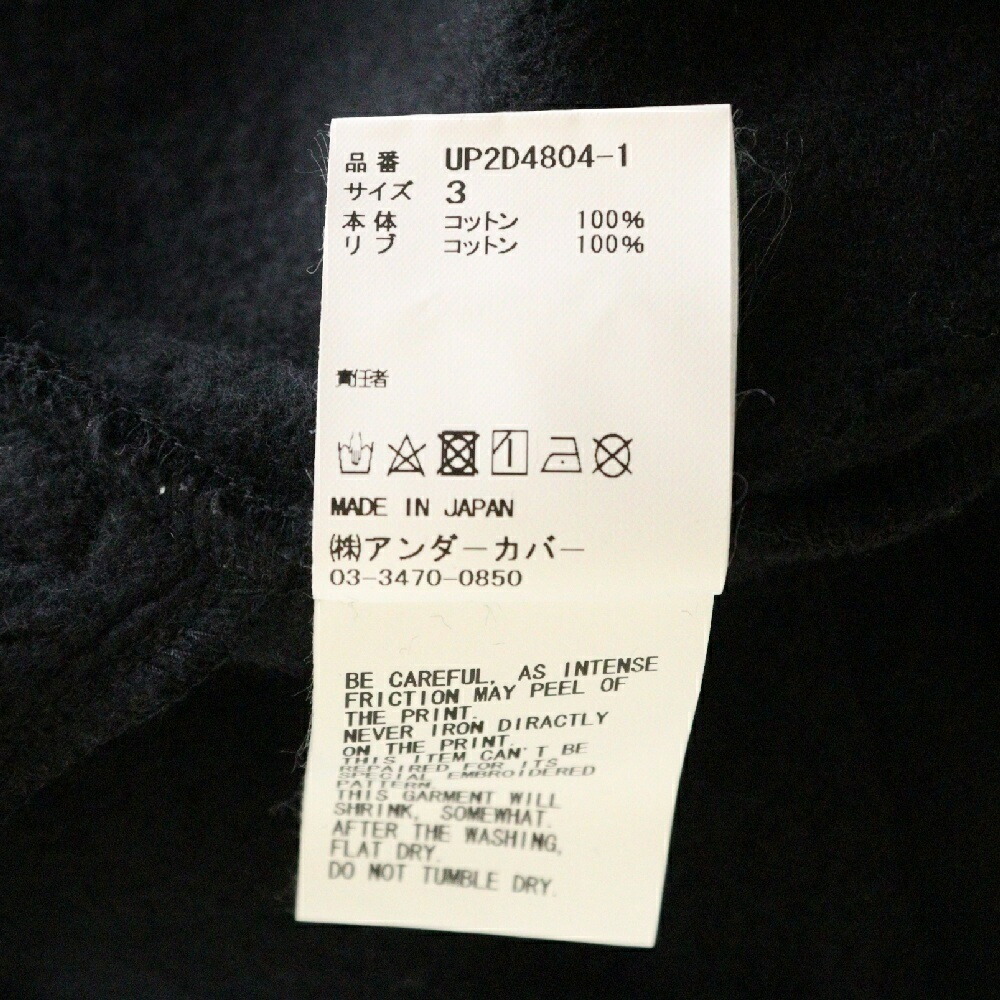 品番 UP2D4804-1
サイズ 3
本体 コットン 100%
リブ コットン 100%
責任者
MADE IN JAPAN
㈱アンダーカバー
03-3470-0850
BE CAREFUL, AS INTENSE
FRICTION MAY PEEL OF
THE PRINT.
NEVER IRON DIRACTLY
ON THE PRINT.
THIS ITEM CAN'T BE
REPAIRED FOR ITS
SPECIAL EMBROIDERED
PATTERN.
THIS GARMENT WILL
SHRINK, SOMEWHAT.
AFTER THE WASHING,
FLAT DRY.
DO NOT TUMBLE DRY.